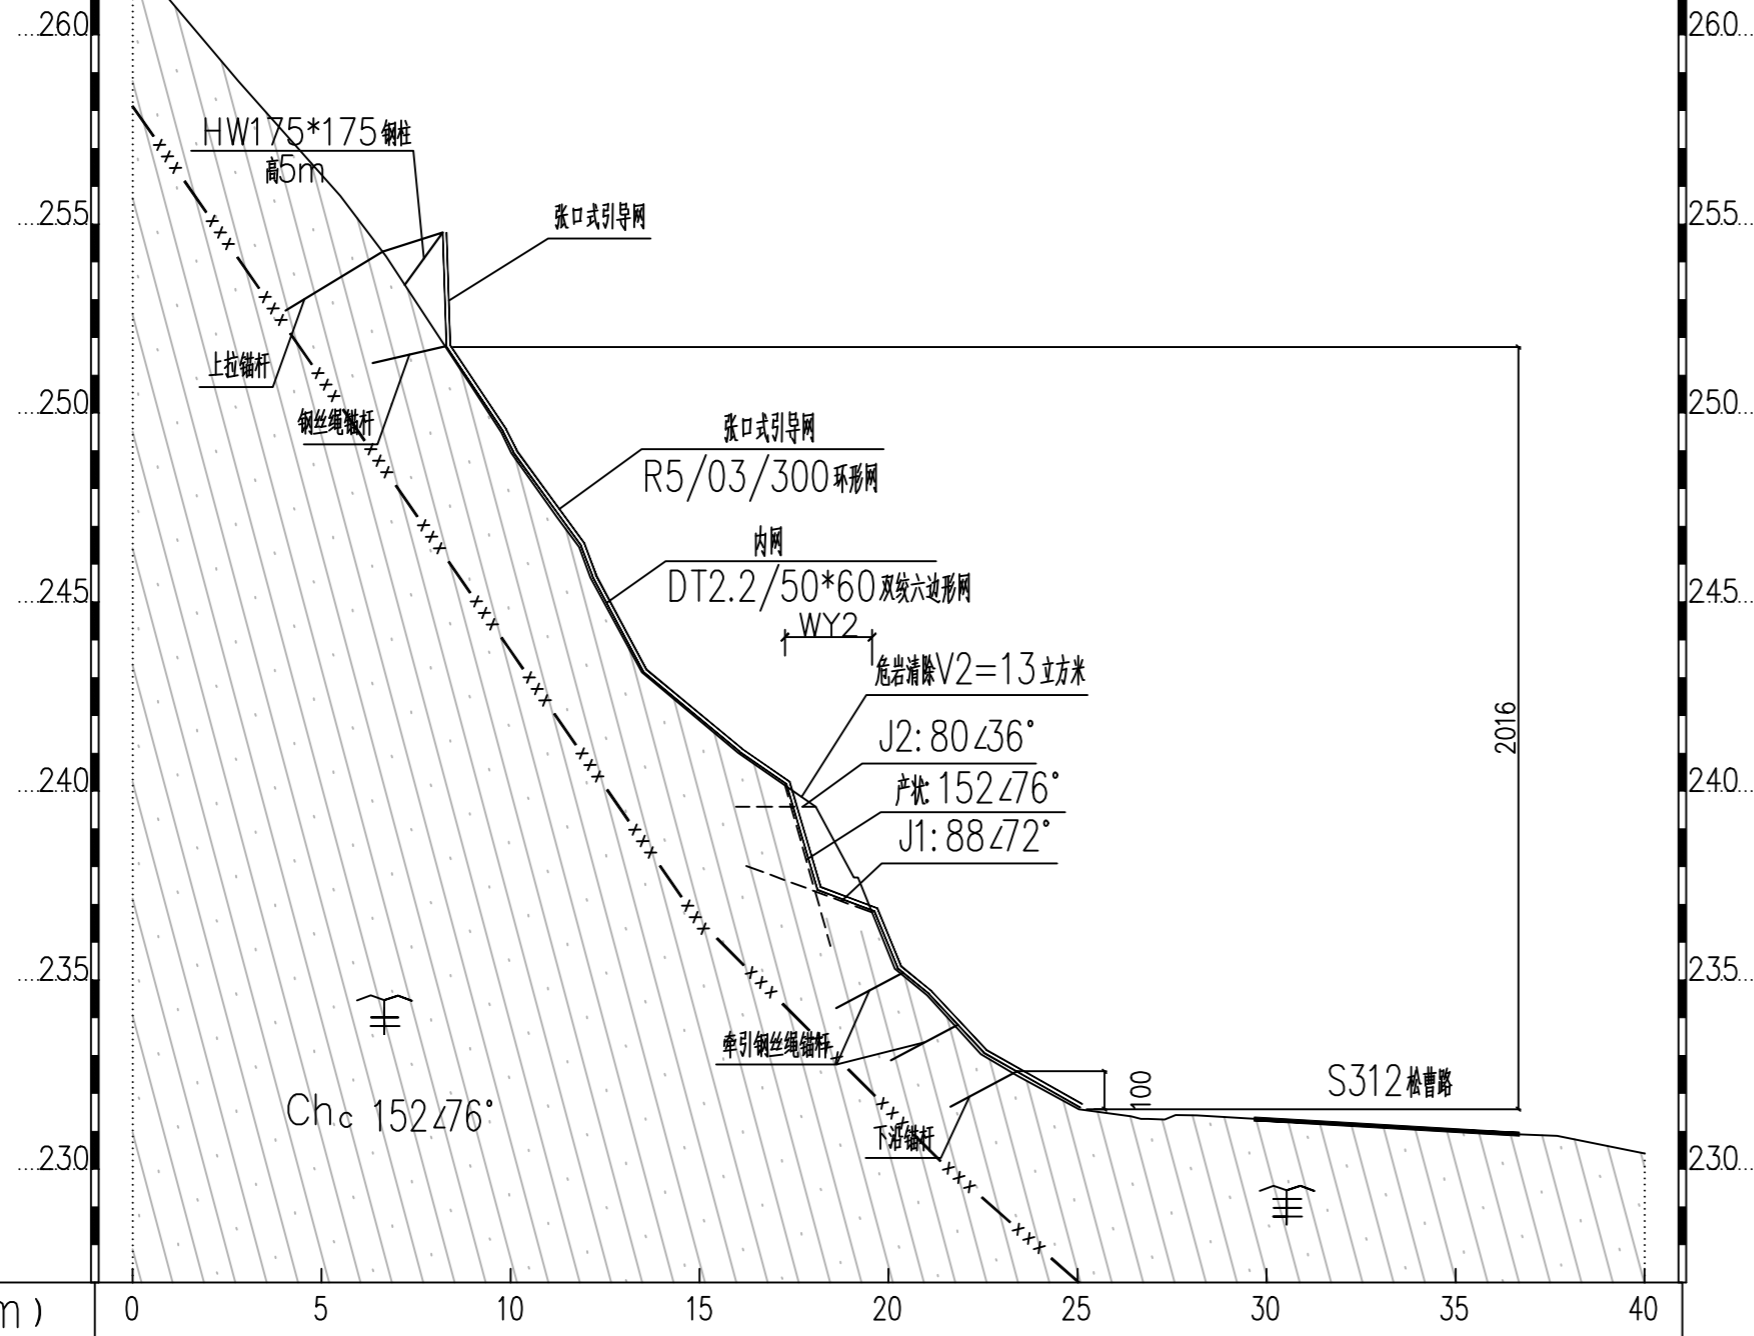 260 260
HW175*175钢柱
高5m
255 张口式引导网 255
上拉锚杆
250 钢丝绳锚杆 250
张口式引导网
R5/03/300环形网
内网
DT2.2/50*60双绞六边形网
245 245
WY2
危岩清除V2=13立方米
J2:80∠36°
2016
240 产状:152∠76° 240
J1:88∠72°
235 235
牵引钢丝绳锚杆
100
S312松曹路
Chc 152∠76°
下沿锚杆
230 230
m) 0 5 10 15 20 25 30 35 40